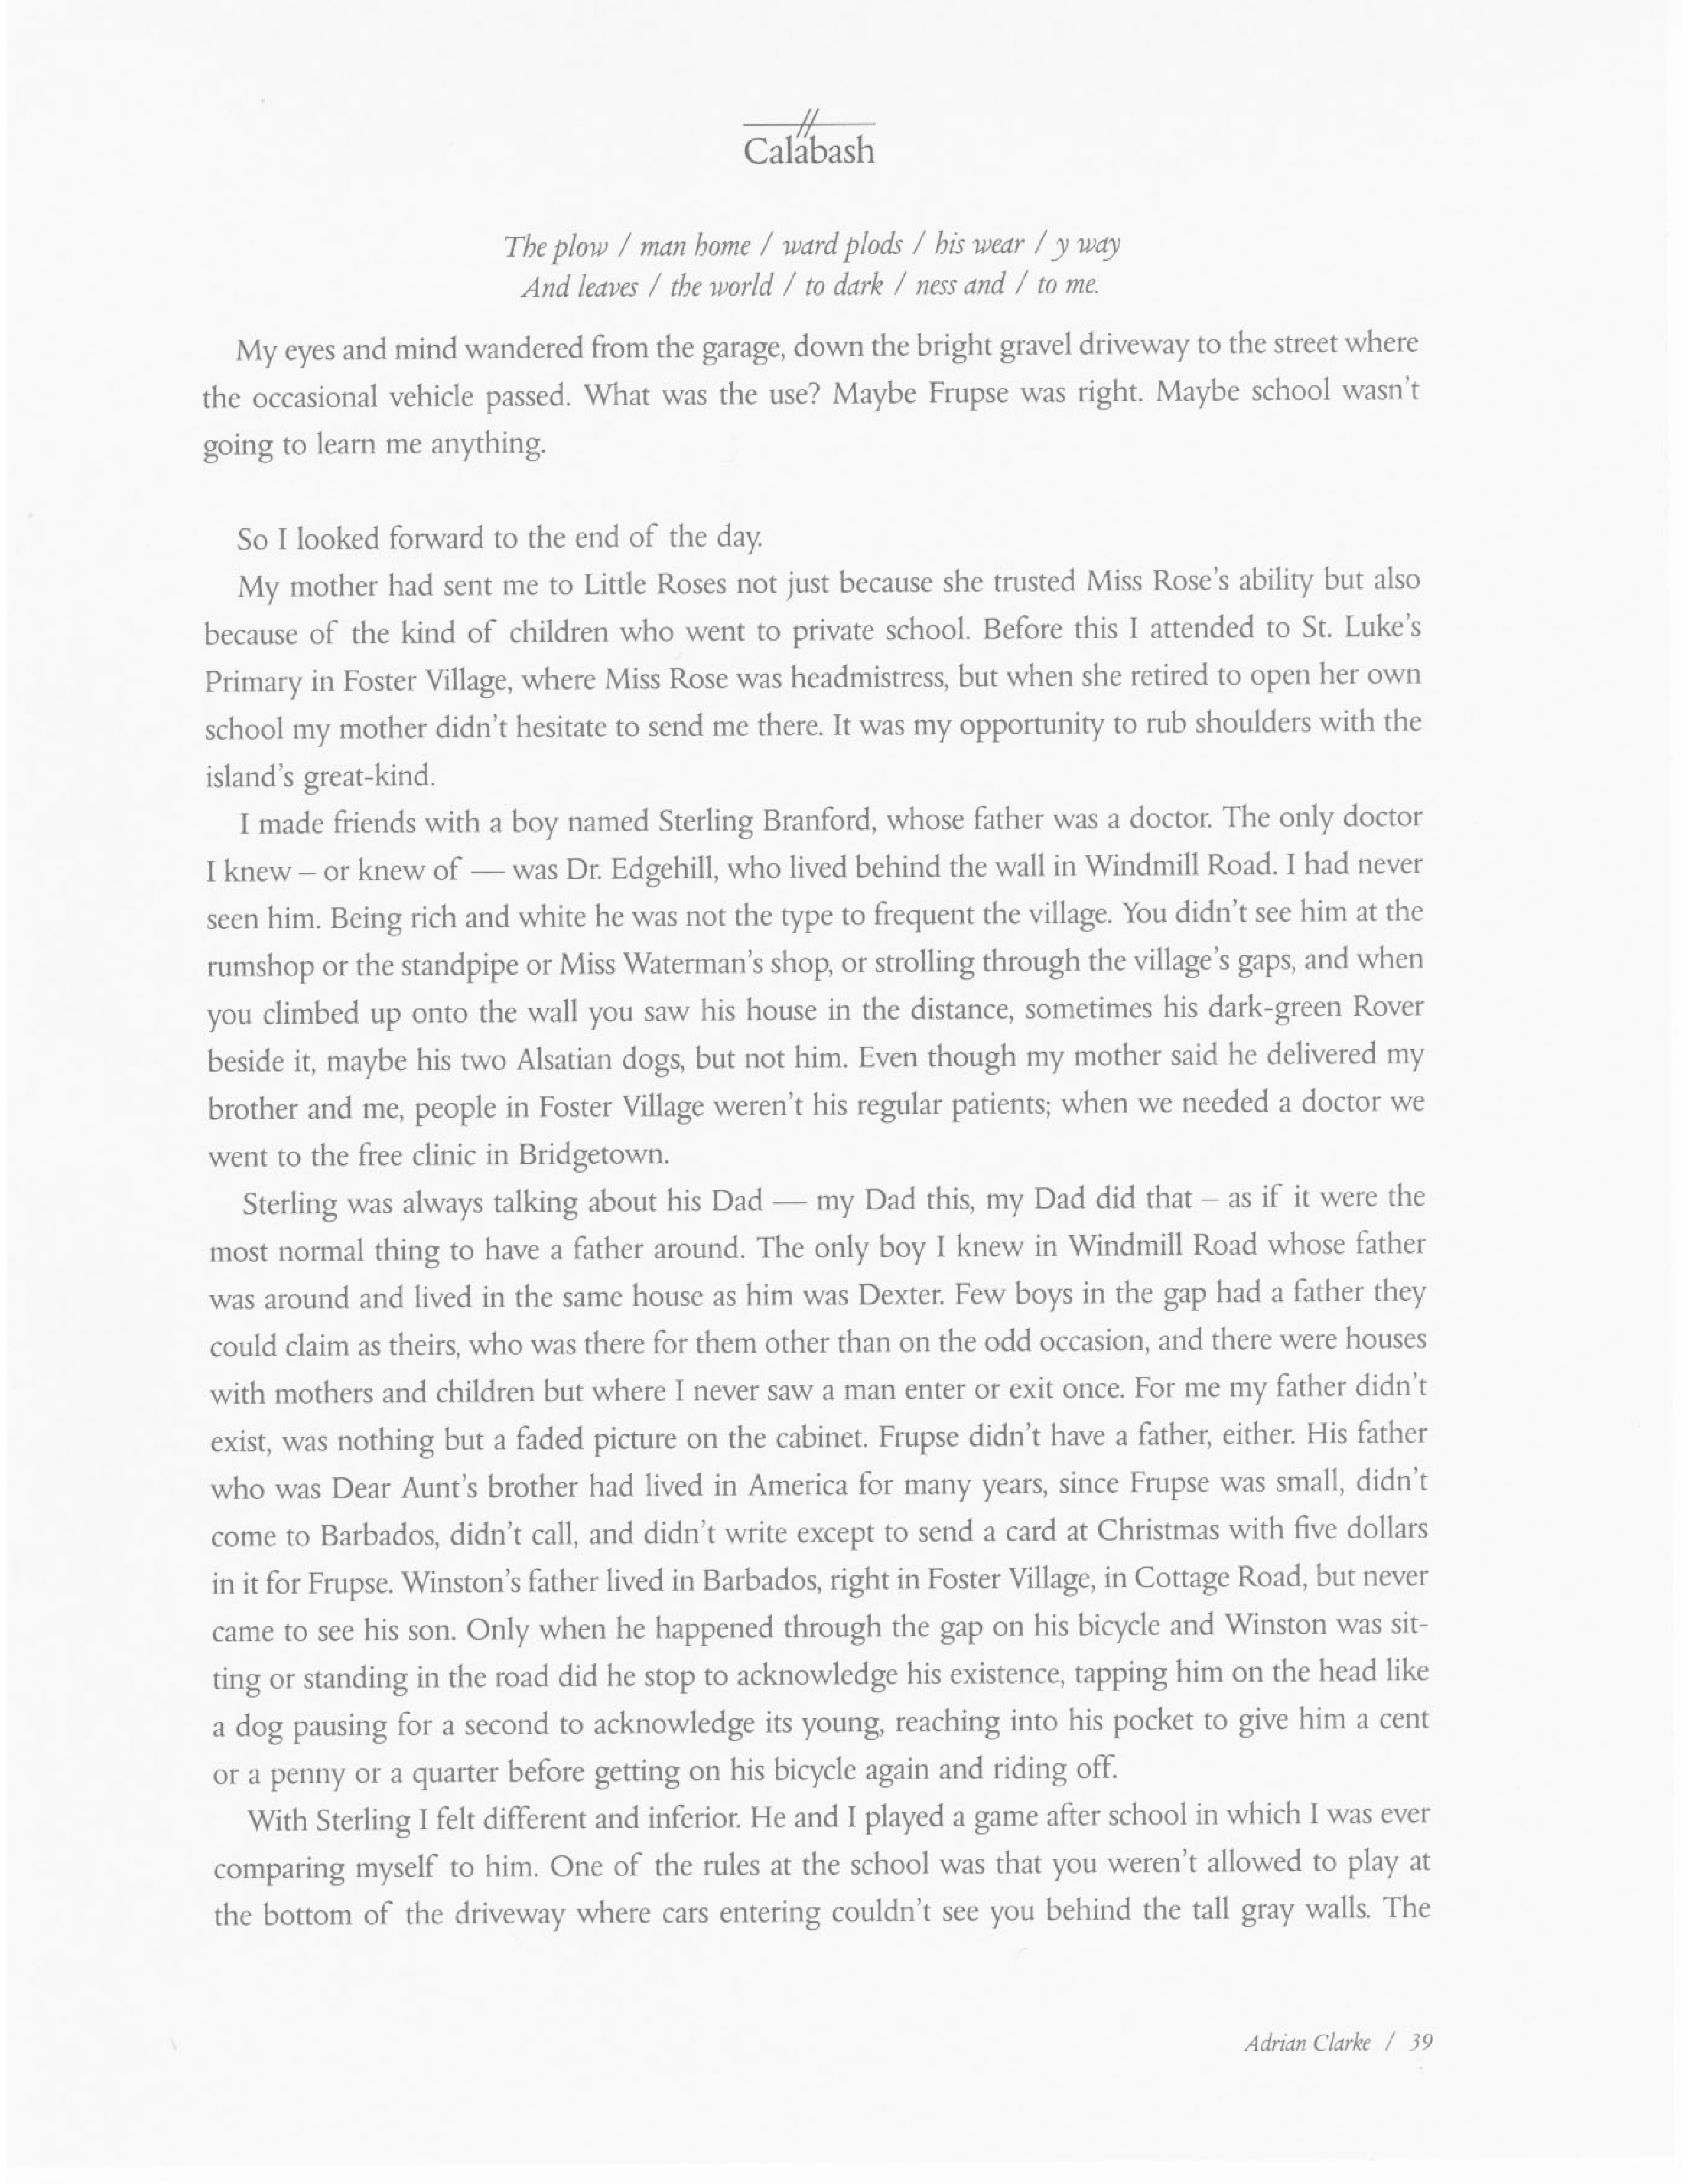 Calabash
The plow / man home / ward plods / his wear / y way
And leaves / the world / to dark / ness and / to me.
My eyes and mind wandered from the garage, down the bright gravel driveway to the street where
the occasional vehicle passed. What was the use? Maybe Frupse was right. Maybe school wasn't
going to learn me anything.
So I looked forward to the end of the day.
My mother had sent me to Little Roses not just because she trusted Miss Rose's ability but also
because of the kind of children who went to private school. Before this I attended to St. Luke's
Primary in Foster Village, where Miss Rose was headmistress, but when she retired to open her own
school my mother didn't hesitate to send me there. It was my opportunity to rub shoulders with the
island's great-kind.
I made friends with a boy named Sterling Branford, whose father was a doctor. The only doctor
I knew – or knew of — was Dr. Edgehill, who lived behind the wall in Windmill Road. I had never
seen him. Being rich and white he was not the type to frequent the village. You didn't see him at the
rumshop or the standpipe or Miss Waterman's shop, or strolling through the village's gaps, and when
you climbed up onto the wall you saw his house in the distance, sometimes his dark-green Rover
beside it, maybe his two Alsatian dogs, but not him. Even though my mother said he delivered my
brother and me, people in Foster Village weren't his regular patients; when we needed a doctor we
went to the free clinic in Bridgetown.
Sterling was always talking about his Dad — my Dad this, my Dad did that – as if it were the
most normal thing to have a father around. The only boy I knew in Windmill Road whose father
was around and lived in the same house as him was Dexter. Few boys in the gap had a father they
could claim as theirs, who was there for them other than on the odd occasion, and there were houses
with mothers and children but where I never saw a man enter or exit once. For me my father didn't
exist, was nothing but a faded picture on the cabinet. Frupse didn't have a father, either. His father
who was Dear Aunt's brother had lived in America for many years, since Frupse was small, didn't
come to Barbados, didn't call, and didn't write except to send a card at Christmas with five dollars
in it for Frupse. Winston's father lived in Barbados, right in Foster Village, in Cottage Road, but never
came to see his son. Only when he happened through the gap on his bicycle and Winston was sit-
ting or standing in the road did he stop to acknowledge his existence, tapping him on the head like
a dog pausing for a second to acknowledge its young, reaching into his pocket to give him a cent
or a penny or a quarter before getting on his bicycle again and riding off.
With Sterling I felt different and inferior. He and I played a game after school in which I was ever
comparing myself to him. One of the rules at the school was that you weren't allowed to play at
the bottom of the driveway where cars entering couldn't see you behind the tall gray walls. The
Adrian Clarke / 39